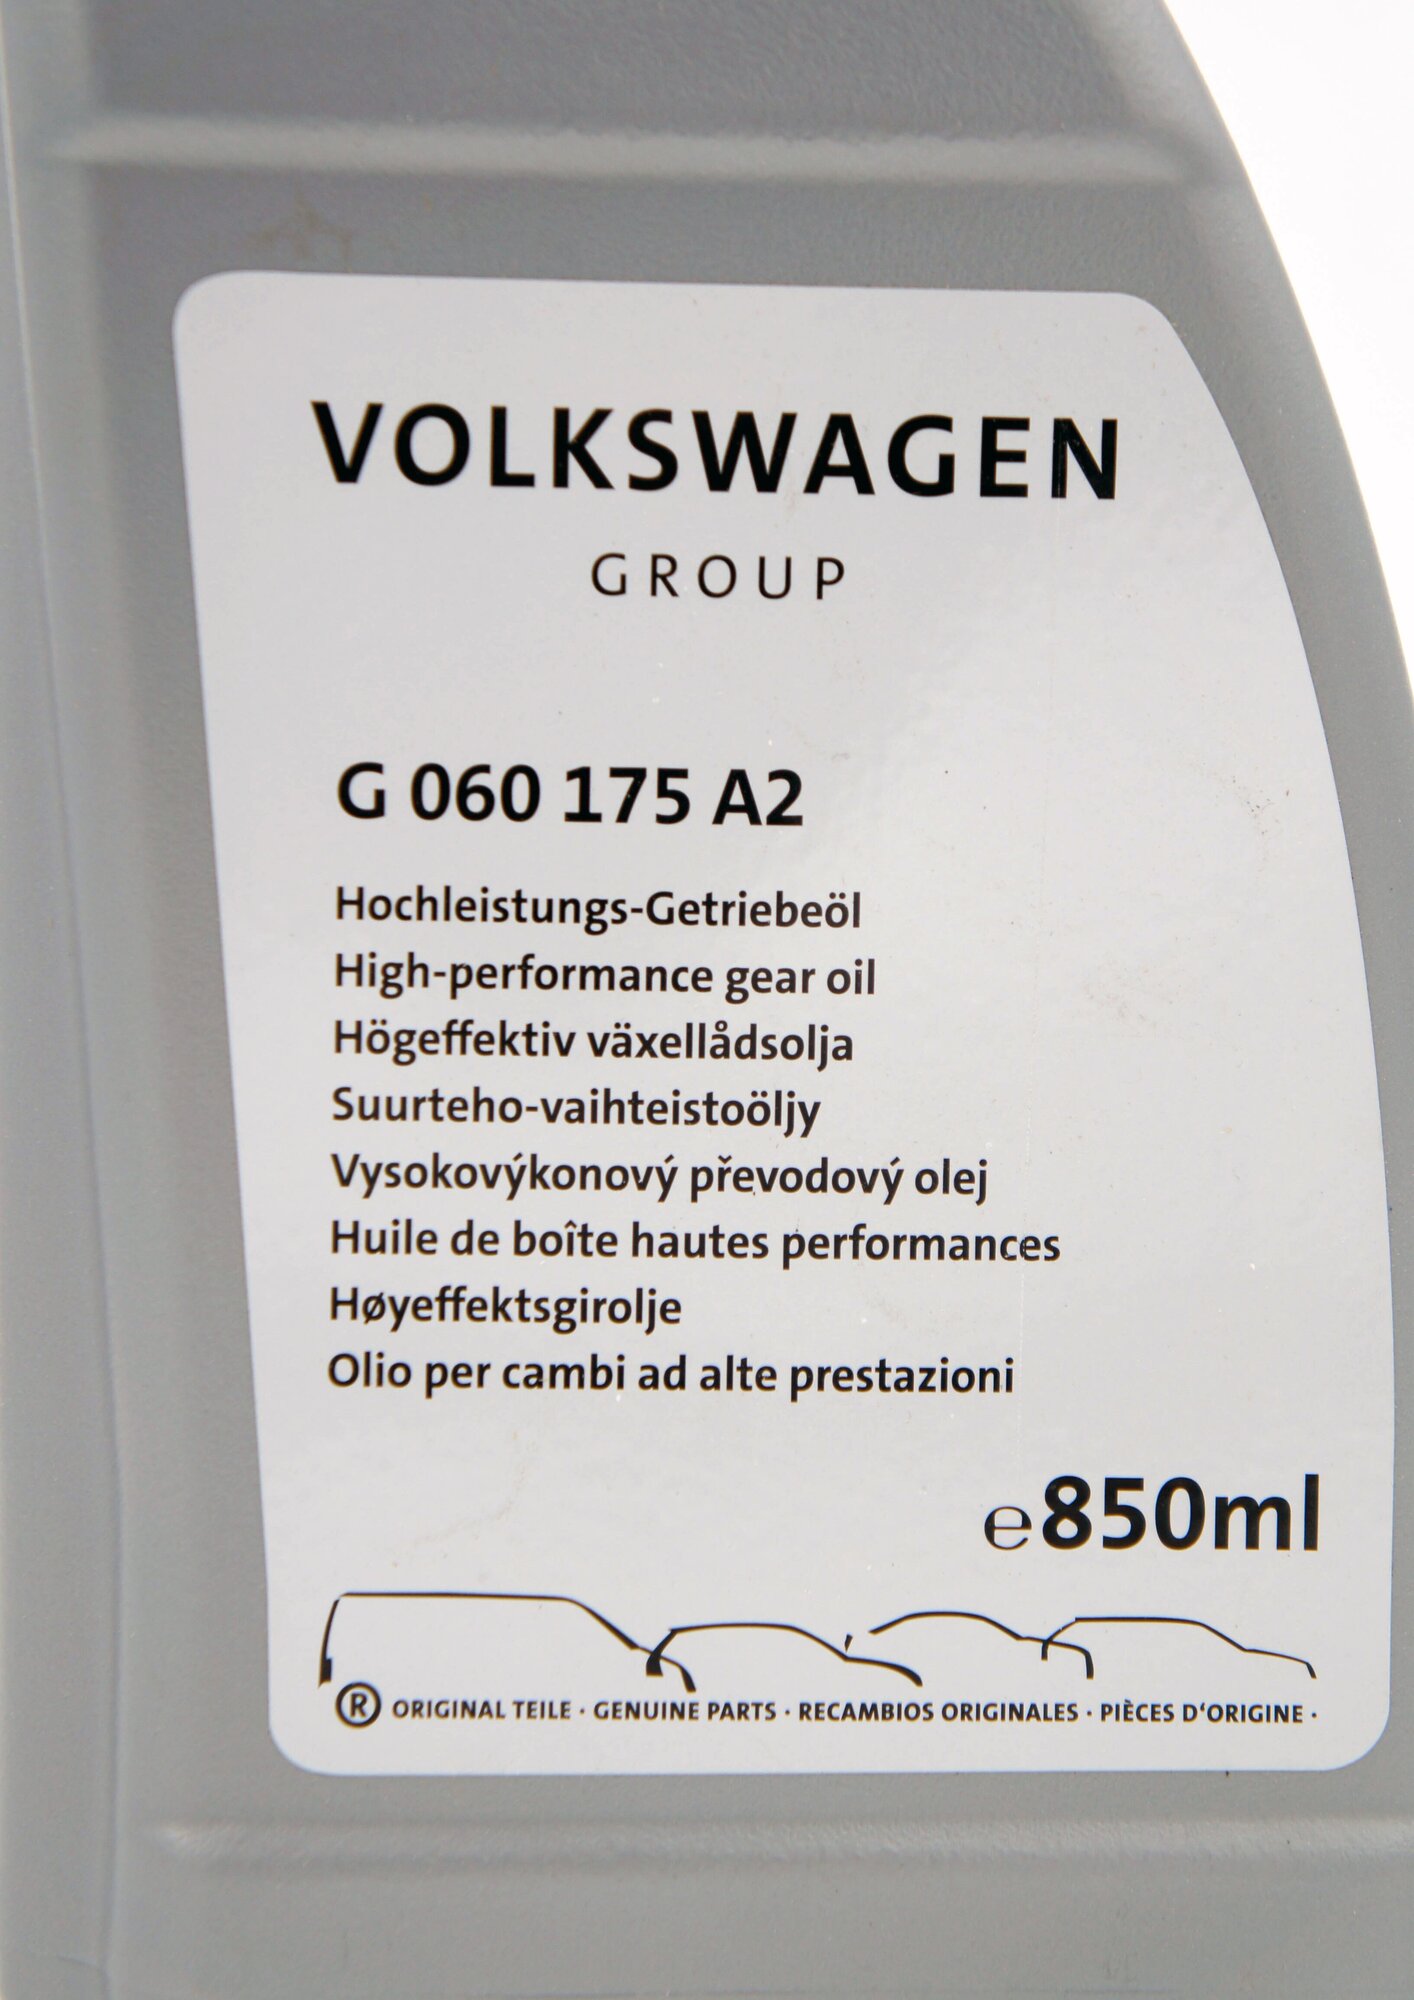 VOLKSWAGEN
GROUP
G 060 175 A2
Hochleistungs-Getriebeöl
High-performance gear oil
Högeffektiv växellådsolja
Suurteho-vaihteistoöljy
Vysokovýkonový převodový olej
Huile de boîte hautes performances
Høyeffektsgirolje
Olio per cambi ad alte prestazioni
℮850ml
® ORIGINAL TEILE · GENUINE PARTS · RECAMBIOS ORIGINALES · PIÈCES D‘ORIGINE ·